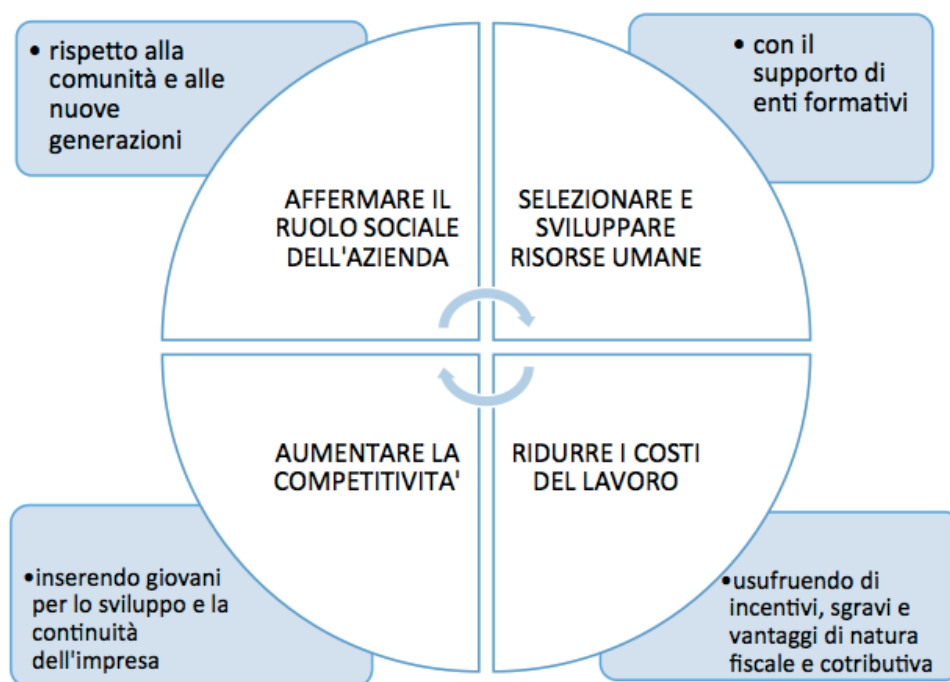 • rispetto alla
comunità e alle
nuove
generazioni
• con il
supporto di
enti formativi
AFFERMARE IL
RUOLO SOCIALE
DELL'AZIENDA
SELEZIONARE E
SVILUPPARE
RISORSE UMANE
AUMENTARE LA
COMPETITIVITA'
RIDURRE I COSTI
DEL LAVORO
•inserendo giovani
per lo sviluppo e la
continuità
dell'impresa
•usufruendo di
incentivi, sgravi e
vantaggi di natura
fiscale e cotributiva